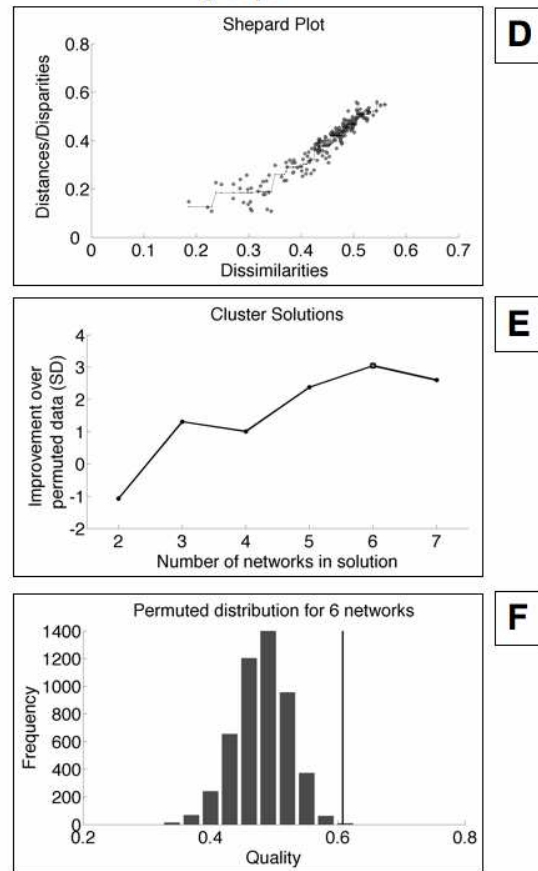 Shepard Plot
D
0.8
0.6
0.4
0.2
0
Distances/Disparities
0 0.1 0.2 0.3 0.4 0.5 0.6 0.7
Dissimilarities
Cluster Solutions
E
4
3
2
1
0
-1
-2
Improvement over
permuted data (SD)
2 3 4 5 6 7
Number of networks in solution
Permuted distribution for 6 networks
F
1400
1200
1000
800
600
400
200
0
Frequency
0.2 0.4 0.6 0.8
Quality